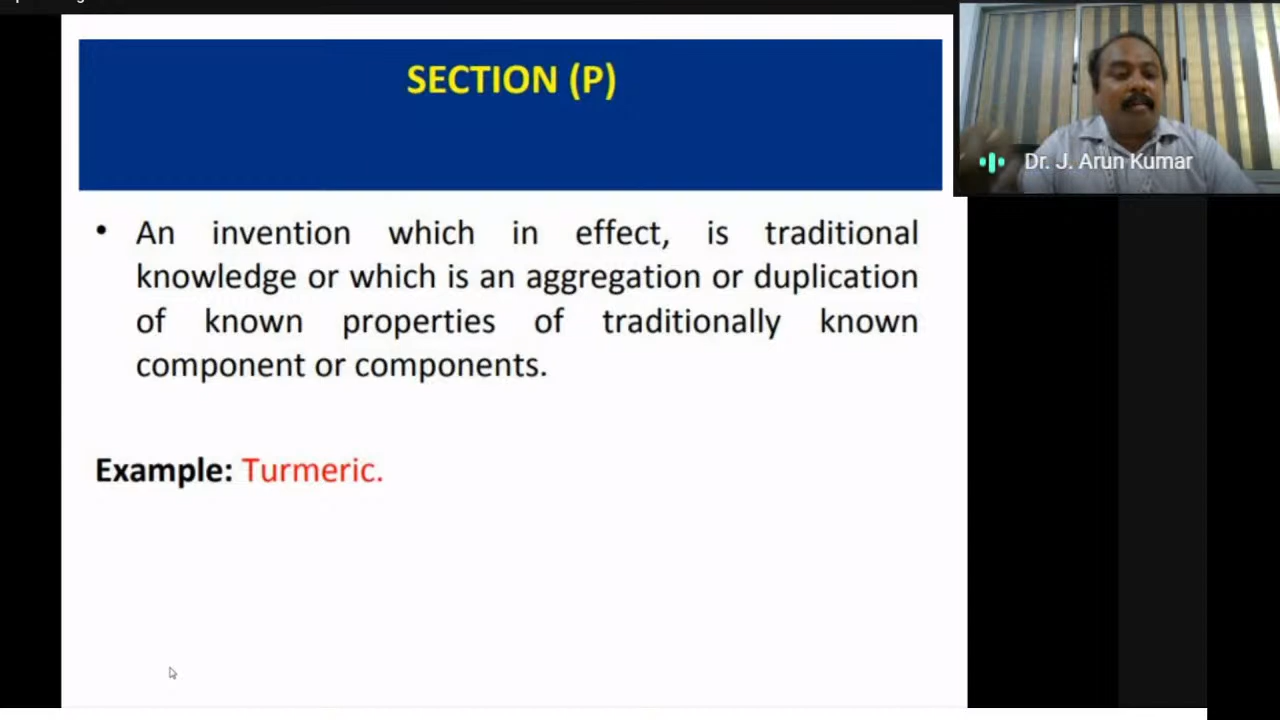 SECTION (P)
Dr. J. Arun Kumar
• An invention which in effect, is traditional
knowledge or which is an aggregation or duplication
of known properties of traditionally known
component or components.
Example: Turmeric.